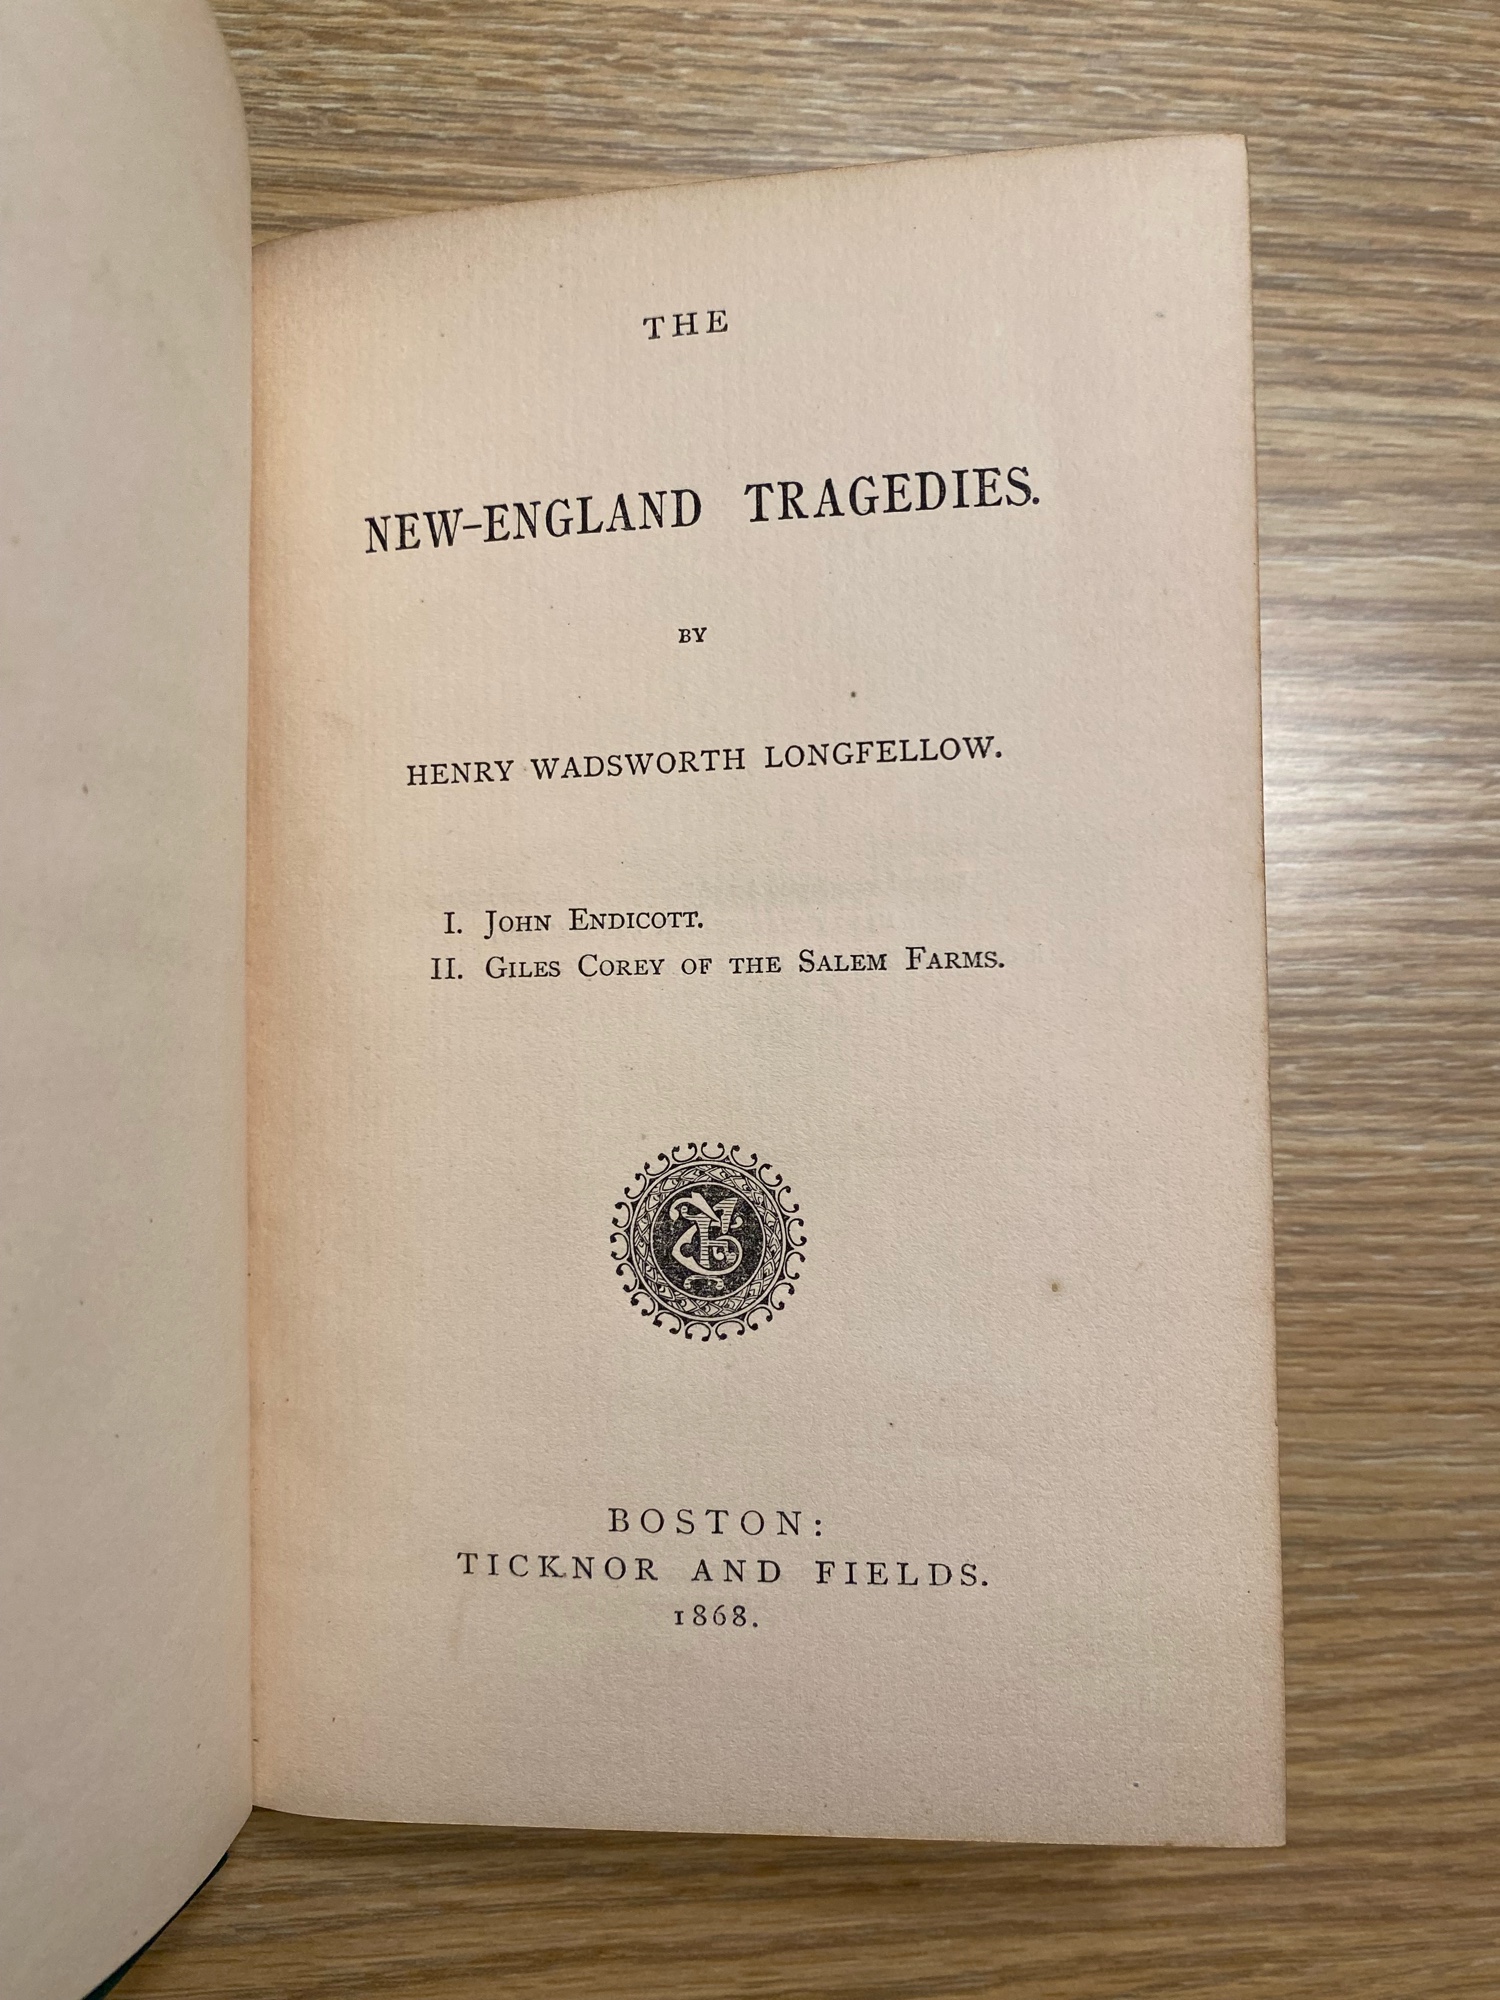 THE
NEW-ENGLAND TRAGEDIES.
BY
HENRY WADSWORTH LONGFELLOW.
I. JOHN ENDICOTT.
II. GILES COREY OF THE SALEM FARMS.
BOSTON:
TICKNOR AND FIELDS.
1868.